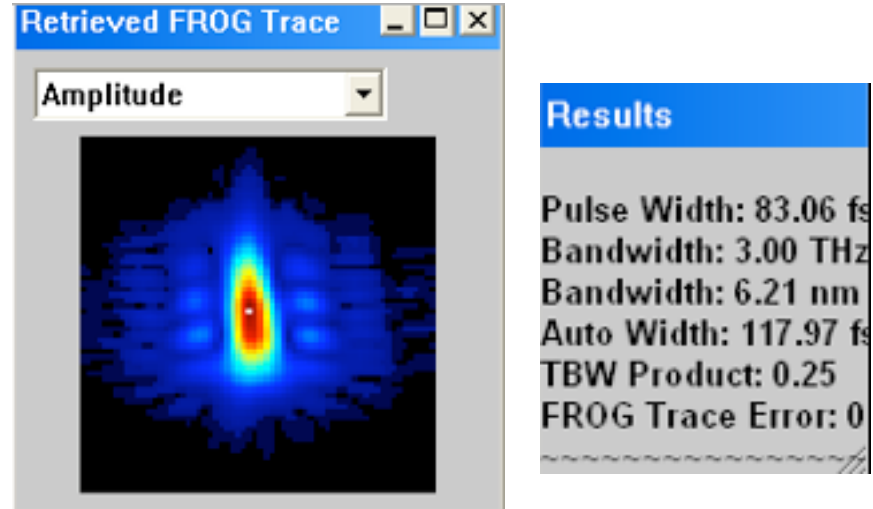 Retrieved FROG Trace
Amplitude
Results
Pulse Width: 83.06 fs
Bandwidth: 3.00 THz
Bandwidth: 6.21 nm
Auto Width: 117.97 fs
TBW Product: 0.25
FROG Trace Error: 0
~~~~~~~~~~~~~~~~